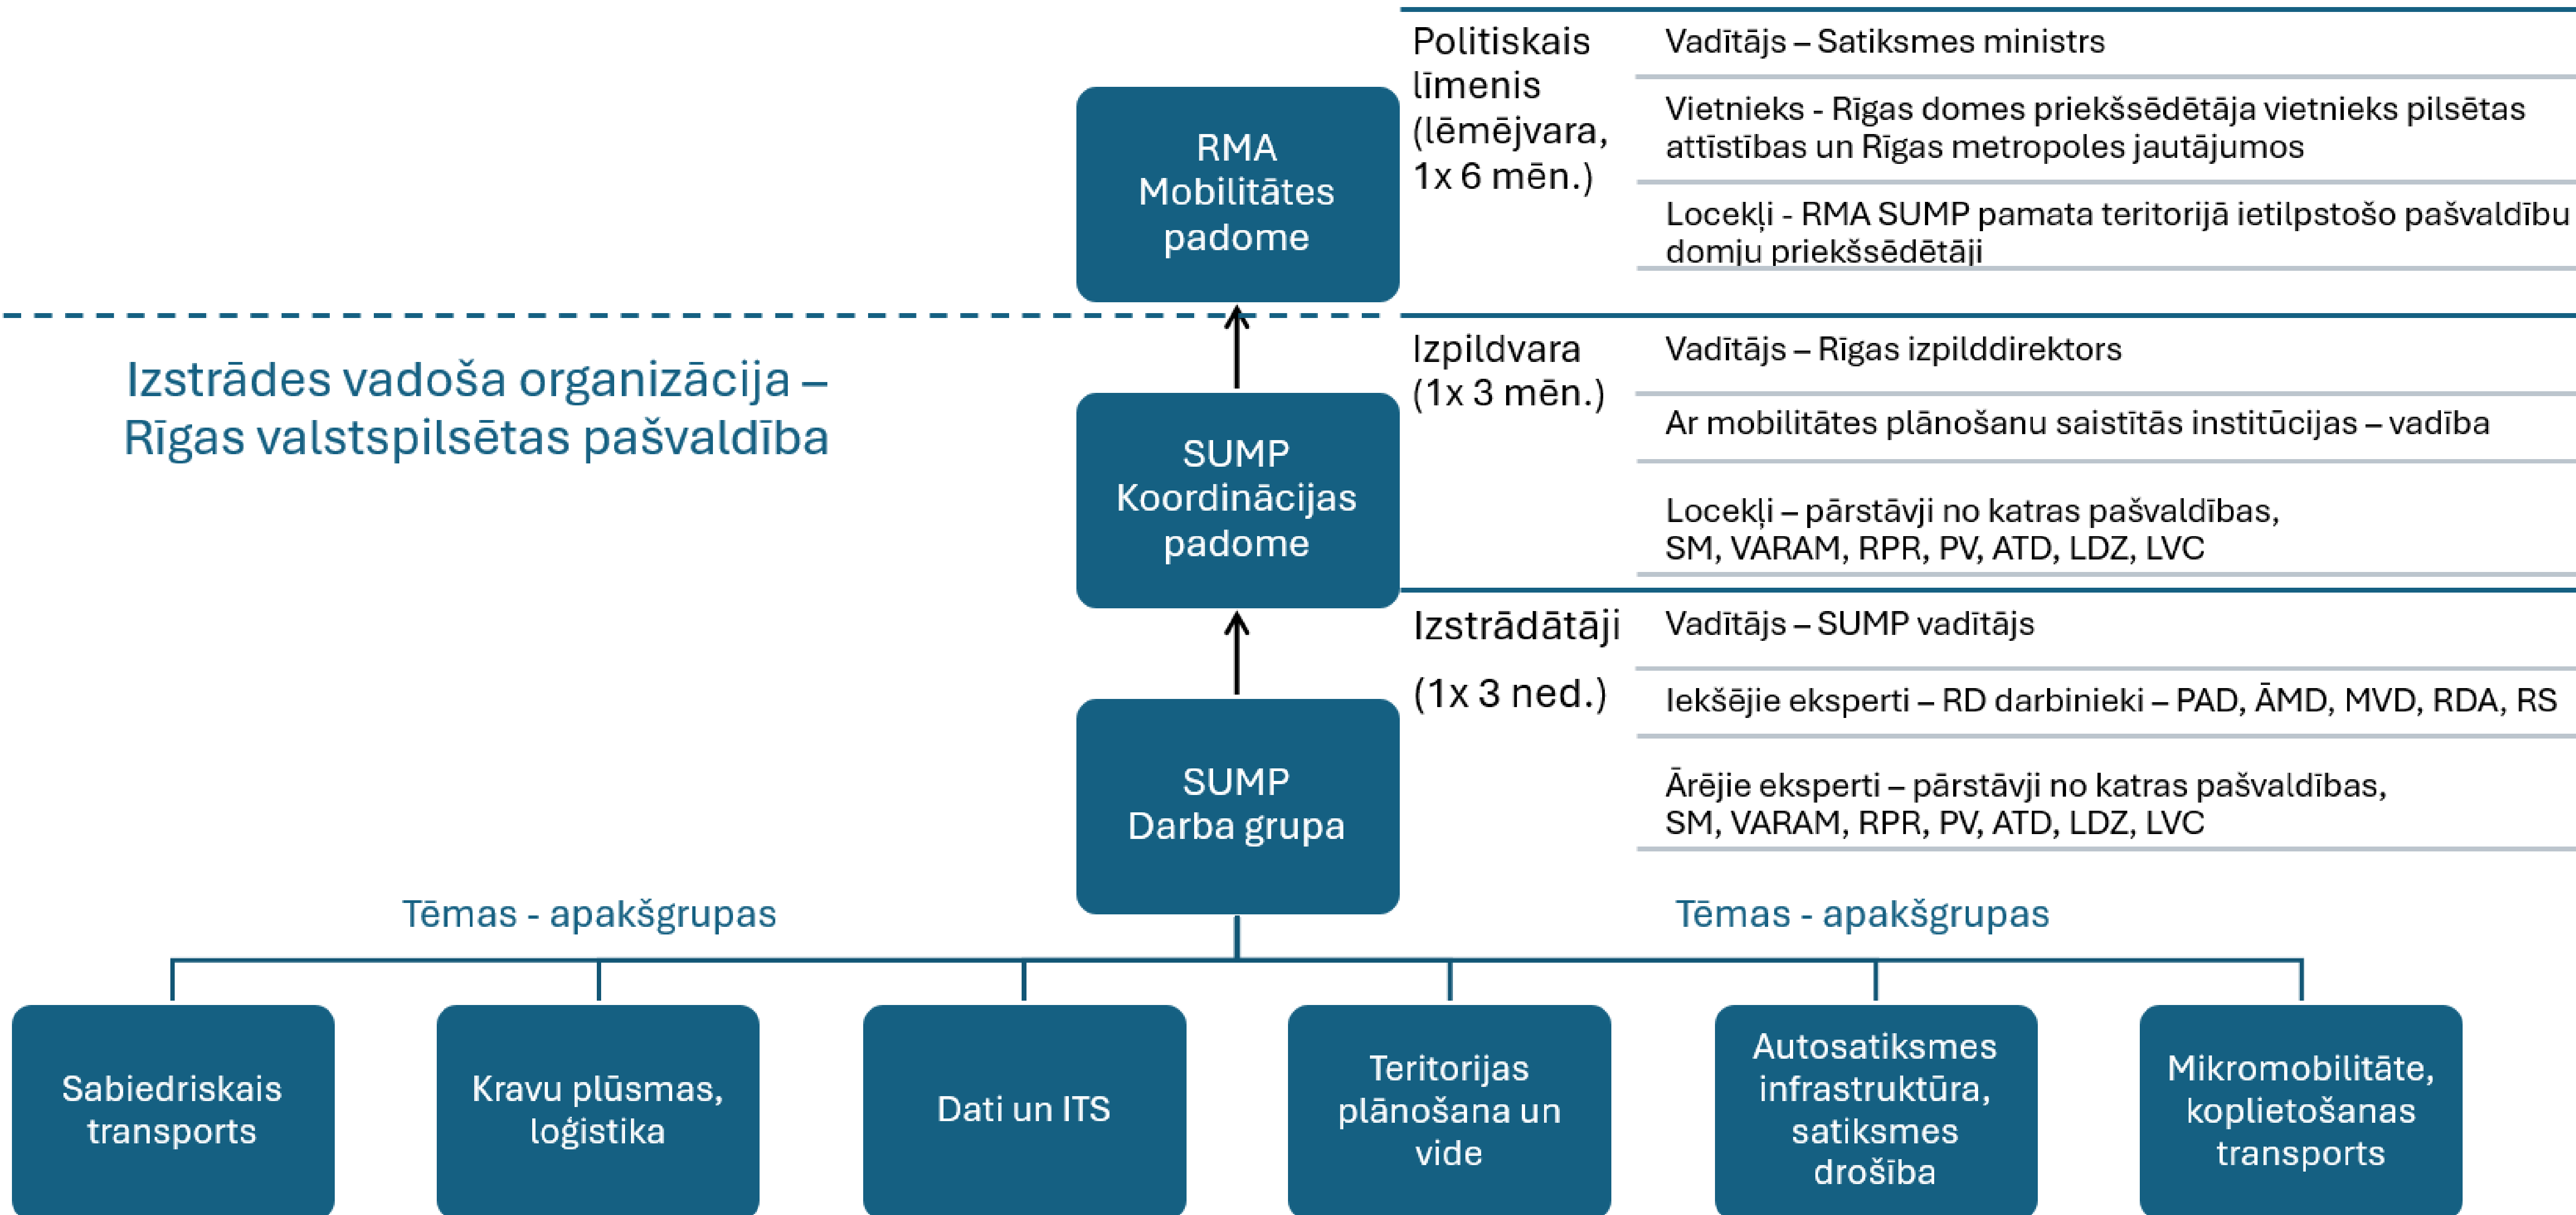 RMA
Mobilitātes
padome
Politiskais
līmenis
(lēmējvara,
1x 6 mēn.)
Vadītājs – Satiksmes ministrs
Vietnieks - Rīgas domes priekšsēdētāja vietnieks pilsētas
attīstības un Rīgas metropoles jautājumos
Locekļi - RMA SUMP pamata teritorijā ietilpstošo pašvaldību
domju priekšsēdētāji
Izstrādes vadoša organizācija –
Rīgas valstspilsētas pašvaldība
SUMP
Koordinācijas
padome
Izpildvara
(1x 3 mēn.)
Vadītājs – Rīgas izpilddirektors
Ar mobilitātes plānošanu saistītās institūcijas – vadība
Locekļi – pārstāvji no katras pašvaldības,
SM, VARAM, RPR, PV, ATD, LDZ, LVC
SUMP
Darba grupa
Izstrādātāji
(1x 3 ned.)
Vadītājs – SUMP vadītājs
Iekšējie eksperti – RD darbinieki – PAD, ĀMD, MVD, RDA, RS
Ārējie eksperti – pārstāvji no katras pašvaldības,
SM, VARAM, RPR, PV, ATD, LDZ, LVC
Tēmas - apakšgrupas
Tēmas - apakšgrupas
Sabiedriskais
transports
Kravu plūsmas,
loģistika
Dati un ITS
Teritorijas
plānošana un
vide
Autosatiksmes
infrastruktūra,
satiksmes
drošība
Mikromobilitāte,
koplietošanas
transports